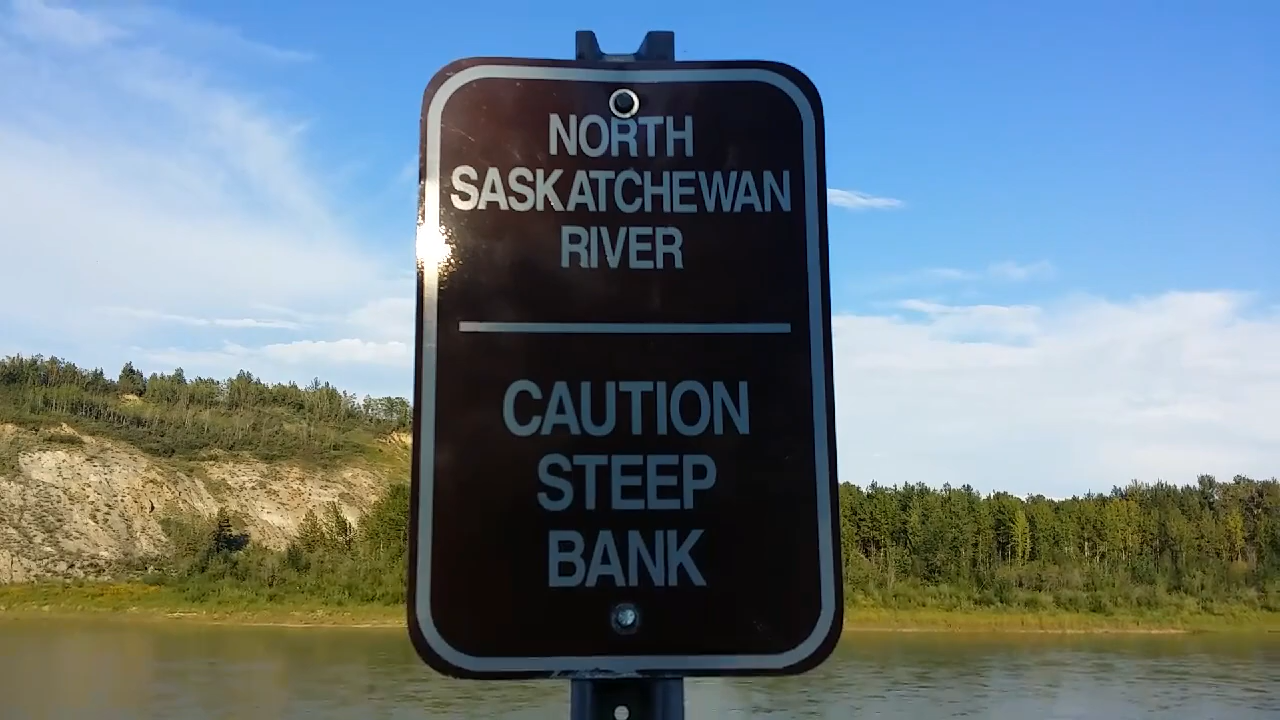 NORTH
SASKATCHEWAN
RIVER
CAUTION
STEEP
BANK